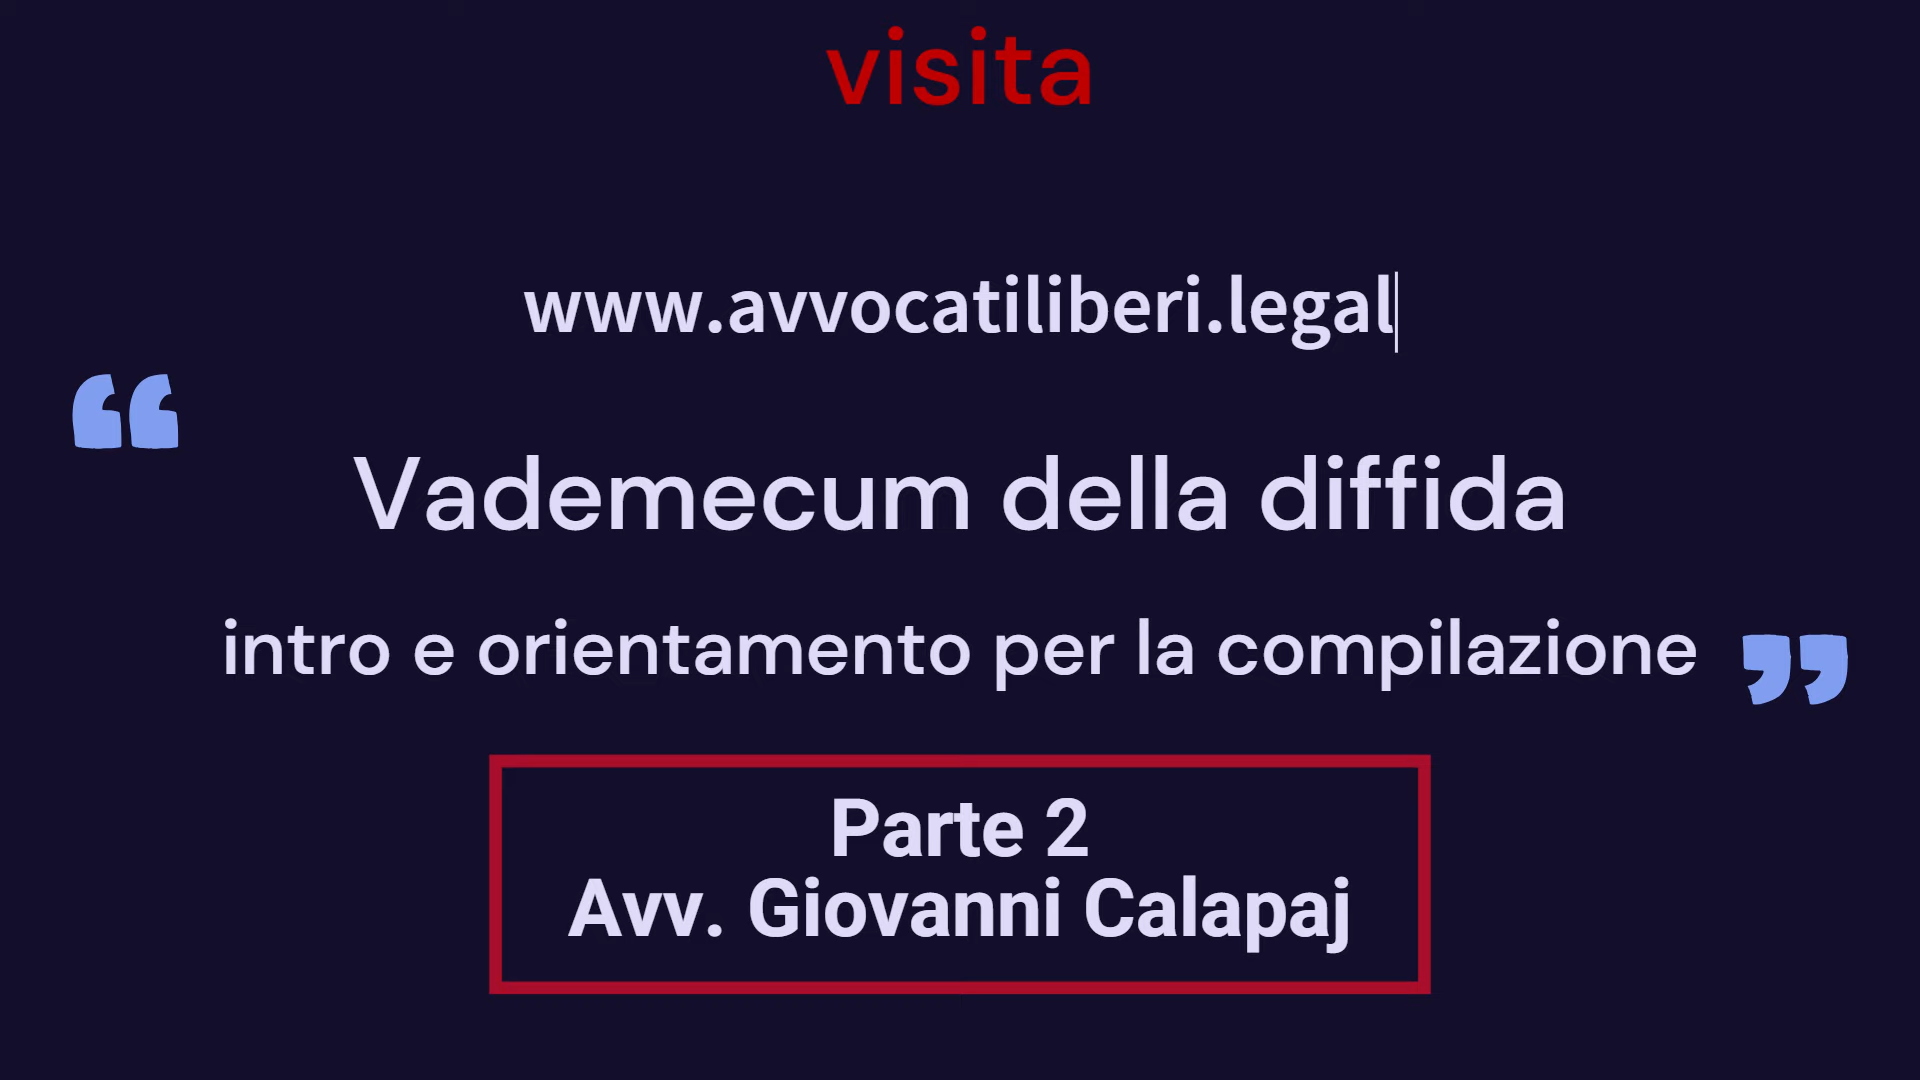 visita
www.avvocatiliberi.legal
“
Vademecum della diffida
intro e orientamento per la compilazione
”
Parte 2
Avv. Giovanni Calapaj